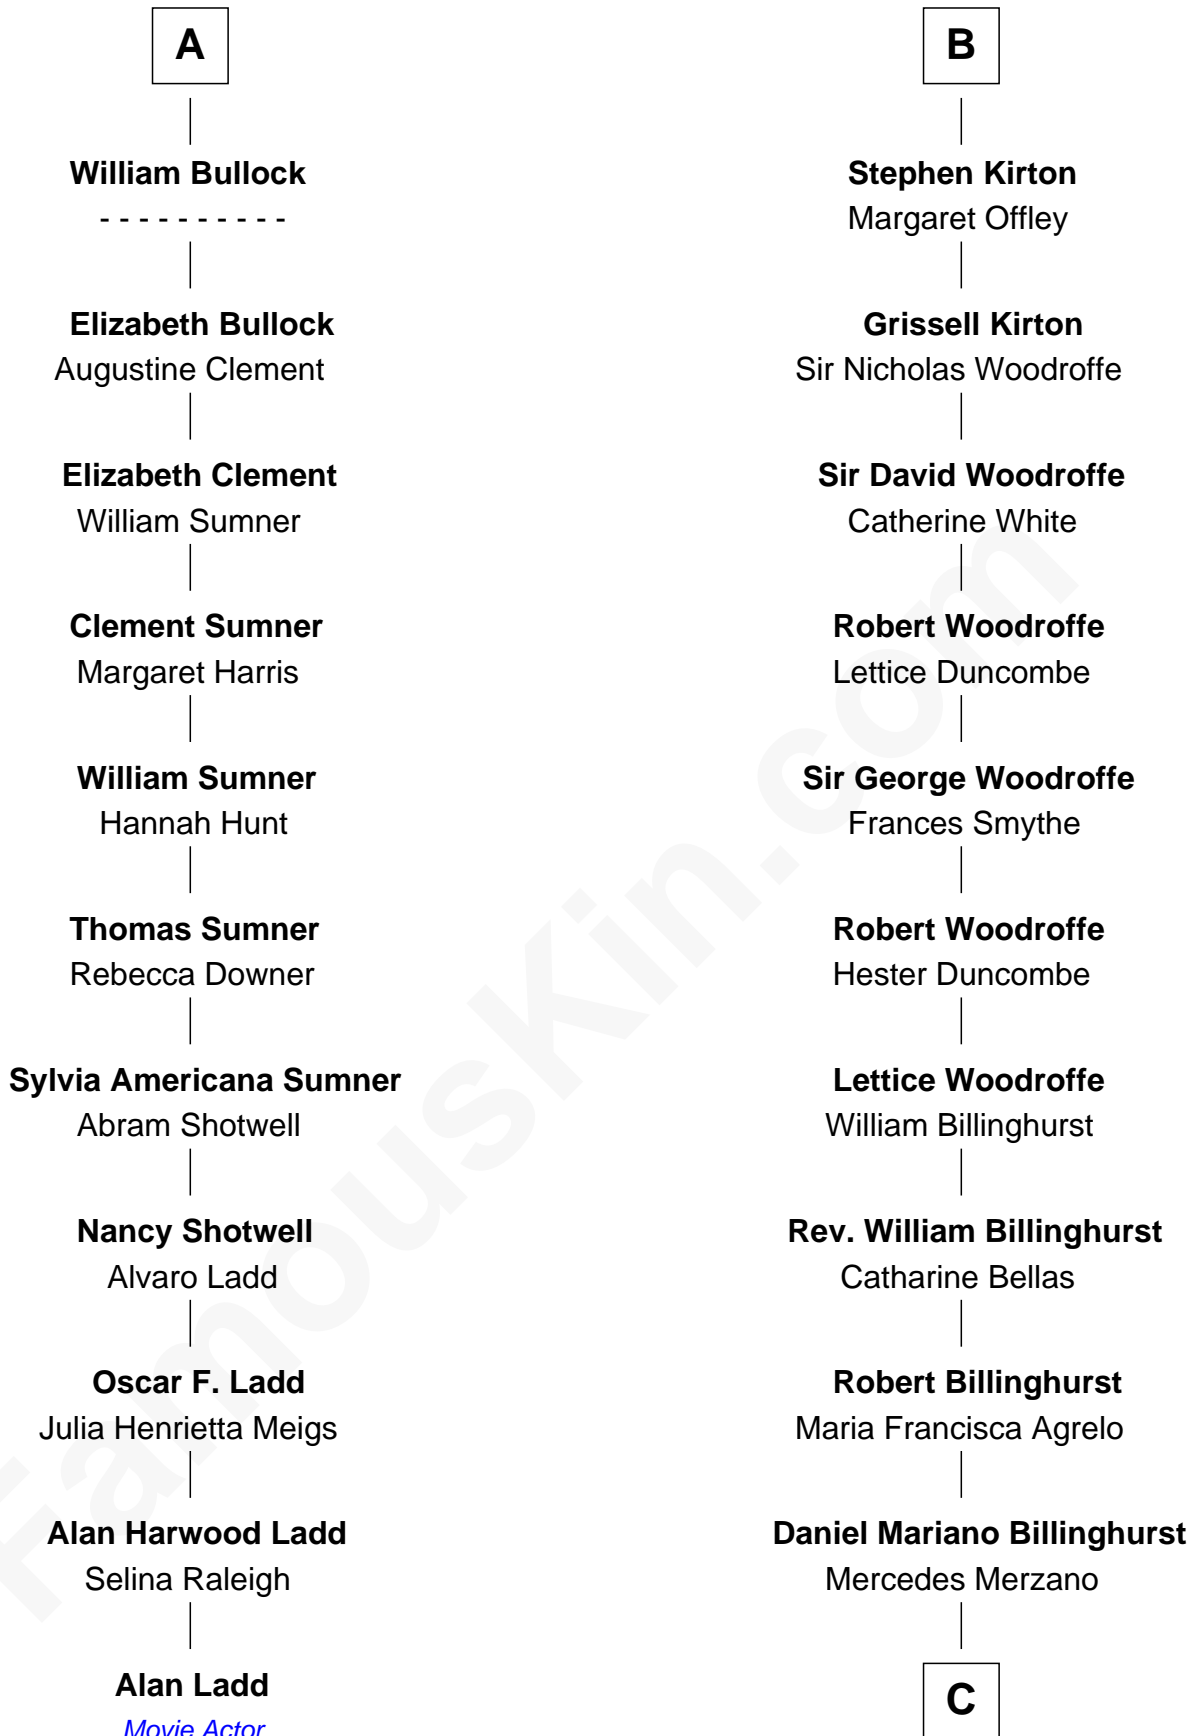 A
William Bullock
- - - - - - - - - -
Elizabeth Bullock
Augustine Clement
Elizabeth Clement
William Sumner
Clement Sumner
Margaret Harris
William Sumner
Hannah Hunt
Thomas Sumner
Rebecca Downer
Sylvia Americana Sumner
Abram Shotwell
Nancy Shotwell
Alvaro Ladd
Oscar F. Ladd
Julia Henrietta Meigs
Alan Harwood Ladd
Selina Raleigh
Alan Ladd
Movie Actor
B
Stephen Kirton
Margaret Offley
Grissell Kirton
Sir Nicholas Woodroffe
Sir David Woodroffe
Catherine White
Robert Woodroffe
Lettice Duncombe
Sir George Woodroffe
Frances Smythe
Robert Woodroffe
Hester Duncombe
Lettice Woodroffe
William Billinghurst
Rev. William Billinghurst
Catharine Bellas
Robert Billinghurst
Maria Francisca Agrelo
Daniel Mariano Billinghurst
Mercedes Merzano
C
FamousKin.com